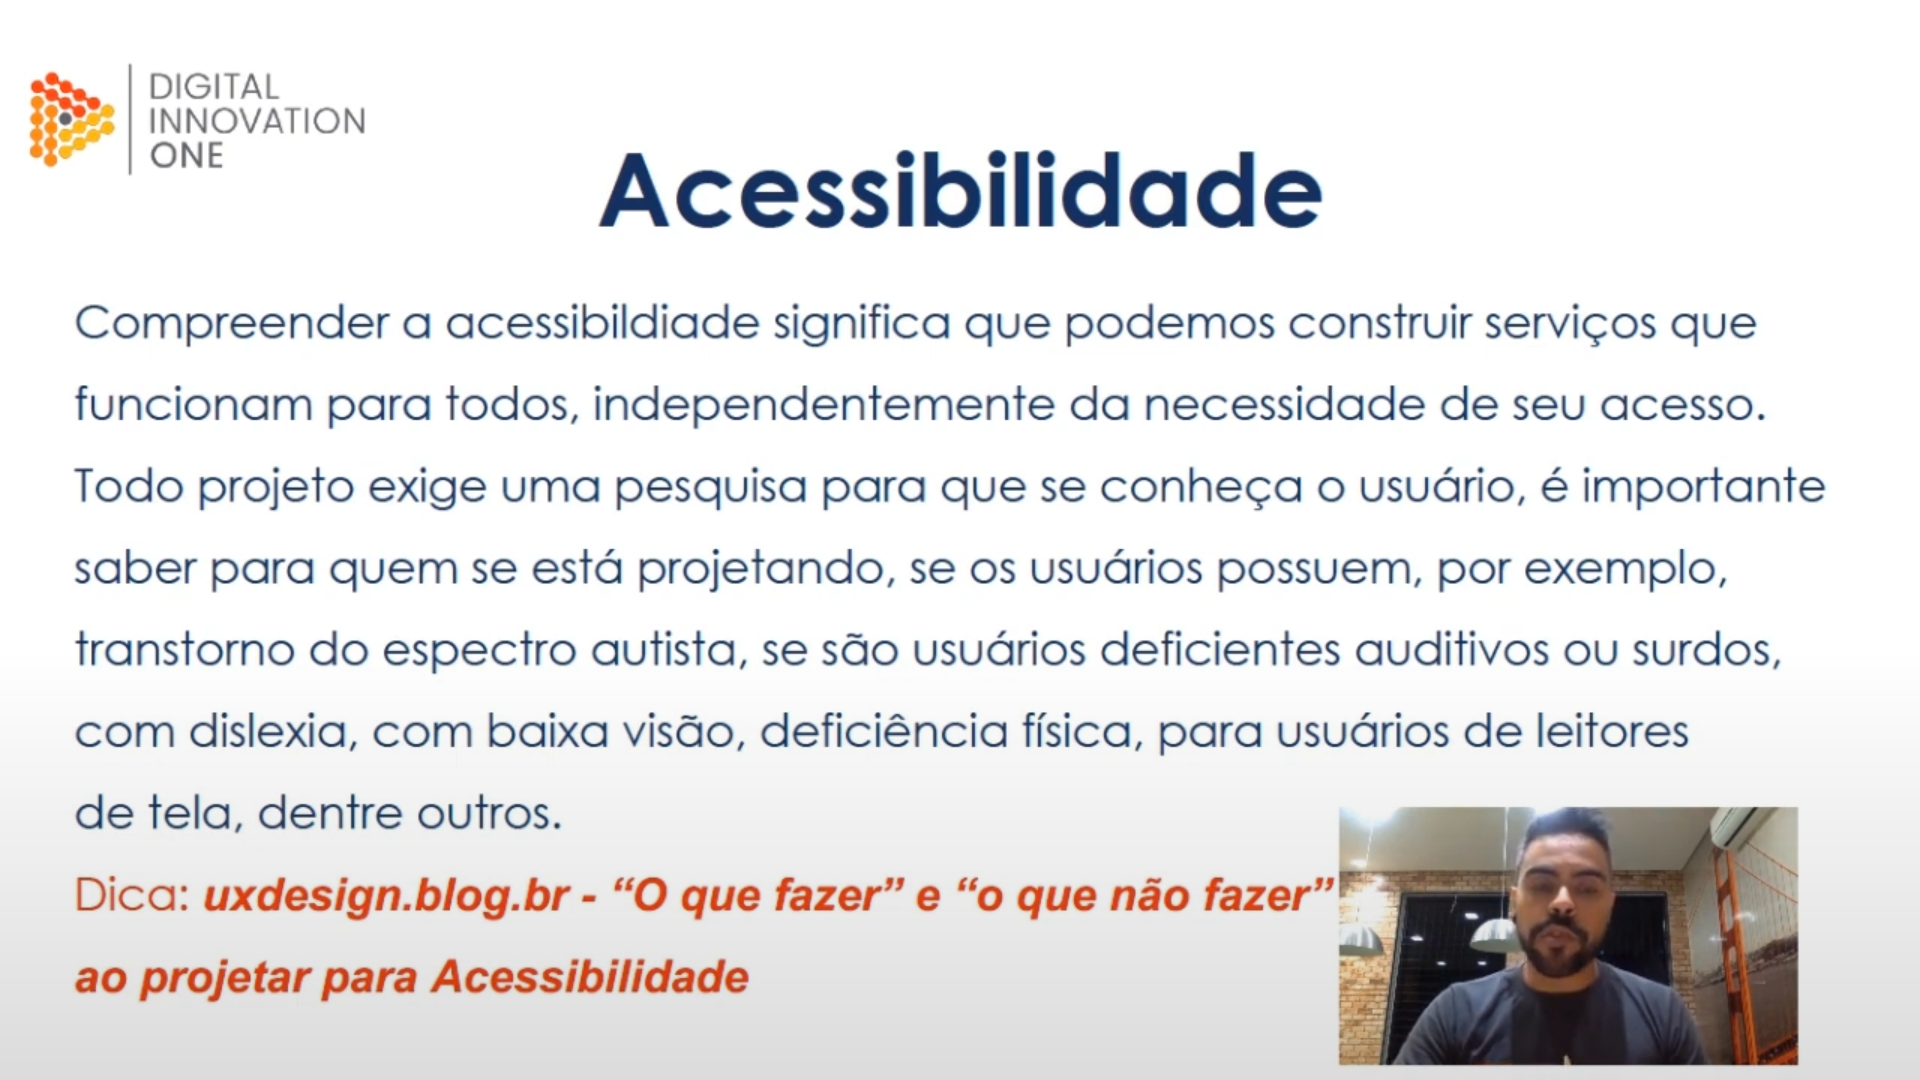 DIGITAL
INNOVATION
ONE
Acessibilidade
Compreender a acessibildiade significa que podemos construir serviços que
funcionam para todos, independentemente da necessidade de seu acesso.
Todo projeto exige uma pesquisa para que se conheça o usuário, é importante
saber para quem se está projetando, se os usuários possuem, por exemplo,
transtorno do espectro autista, se são usuários deficientes auditivos ou surdos,
com dislexia, com baixa visão, deficiência física, para usuários de leitores
de tela, dentre outros.
Dica: uxdesign.blog.br - “O que fazer” e “o que não fazer”
ao projetar para Acessibilidade